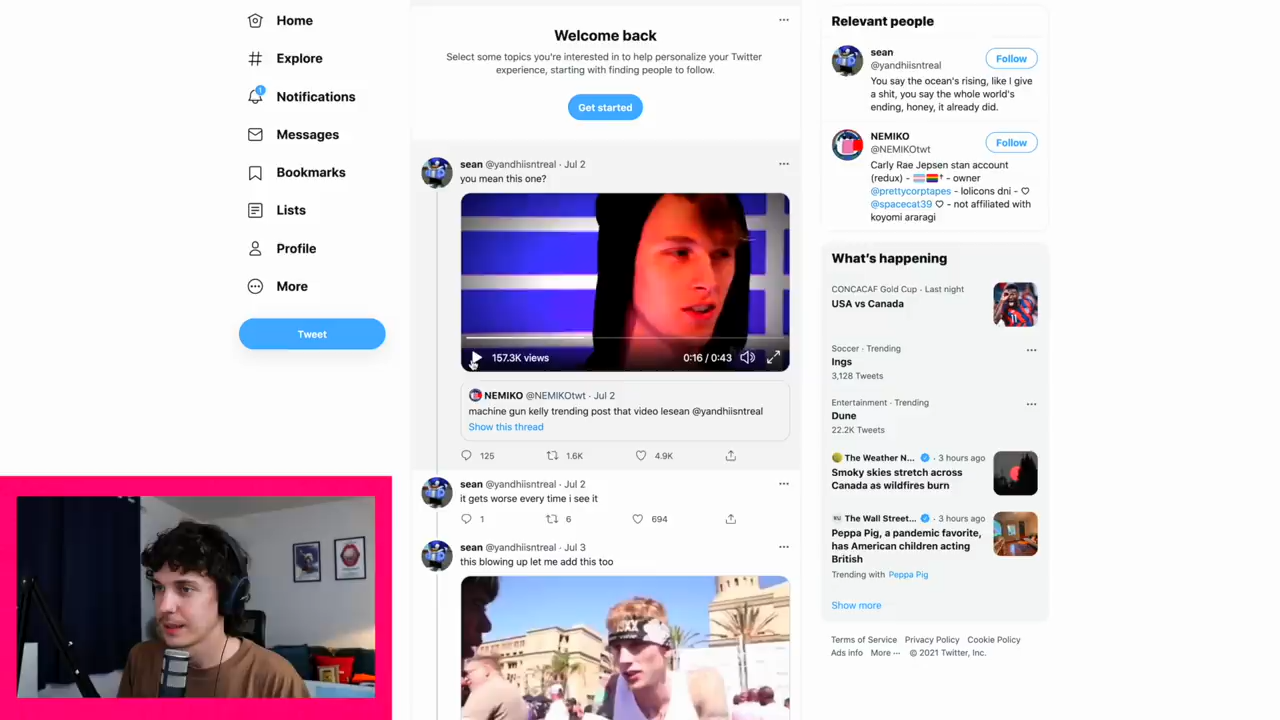 Home
Explore
1
Notifications
Messages
Bookmarks
Lists
Profile
More
Tweet
Welcome back
Select some topics you're interested in to help personalize your Twitter
experience, starting with finding people to follow.
Get started
sean @yandhiisntreal · Jul 2
you mean this one?
157.3K views
0:16 / 0:43
NEMIKO @NEMIKOtwt · Jul 2
machine gun kelly trending post that video lesean @yandhiisntreal
Show this thread
125
1.6K
4.9K
sean @yandhiisntreal · Jul 2
it gets worse every time i see it
1
6
694
sean @yandhiisntreal · Jul 3
this blowing up let me add this too
Relevant people
sean
@yandhiisntreal
Follow
You say the ocean's rising, like I give
a shit, you say the whole world's
ending, honey, it already did.
NEMIKO
@NEMIKOtwt
Follow
Carly Rae Jepsen stan account
(redux) - 🏳️‍⚧️🏳️‍🌈† - owner
@prettycorptapes - lolicons dni - ♡
@spacecat39 ♡ - not affiliated with
koyomi araragi
What's happening
CONCACAF Gold Cup · Last night
USA vs Canada
Soccer · Trending
Ings
3,128 Tweets
Entertainment · Trending
Dune
22.2K Tweets
The Weather N... · 3 hours ago
Smoky skies stretch across
Canada as wildfires burn
The Wall Street... · 3 hours ago
Peppa Pig, a pandemic favorite,
has American children acting
British
Trending with Peppa Pig
Show more
Terms of Service Privacy Policy Cookie Policy
Ads info More ··· © 2021 Twitter, Inc.